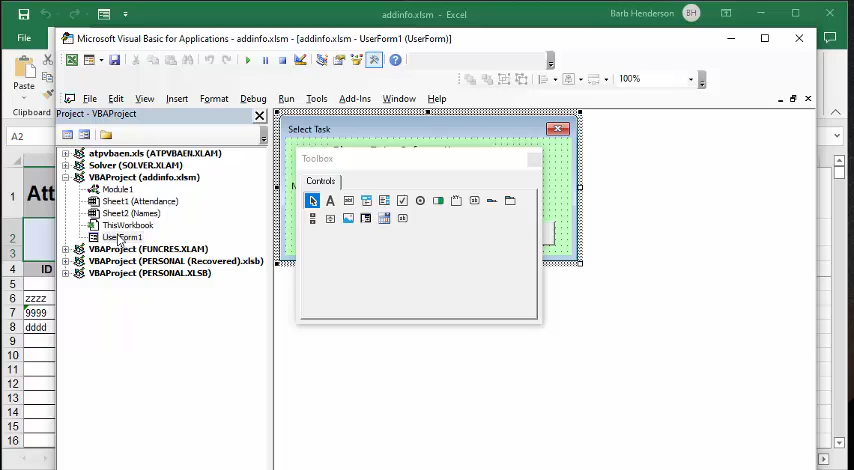 addinfo.xlsm - Excel
Barb Henderson
BH
File
Microsoft Visual Basic for Applications - addinfo.xlsm - [addinfo.xlsm - UserForm1 (UserForm)]
100%
Paste
Clipboard
File Edit View Insert Format Debug Run Tools Add-Ins Window Help
Project - VBAProject
A2
atpvbaen.xls (ATPVBAEN.XLAM)
Solver (SOLVER.XLAM)
VBAProject (addinfo.xlsm)
Module1
Sheet1 (Attendance)
Sheet2 (Names)
ThisWorkbook
UserForm1
VBAProject (FUNCRES.XLAM)
VBAProject (PERSONAL (Recovered).xlsb)
VBAProject (PERSONAL.XLSB)
Select Task
Toolbox
Controls
1 Att
2
3
4 ID
5
6 zzzz
7 9999
8 dddd
9
10
11
12
13
14
15
16